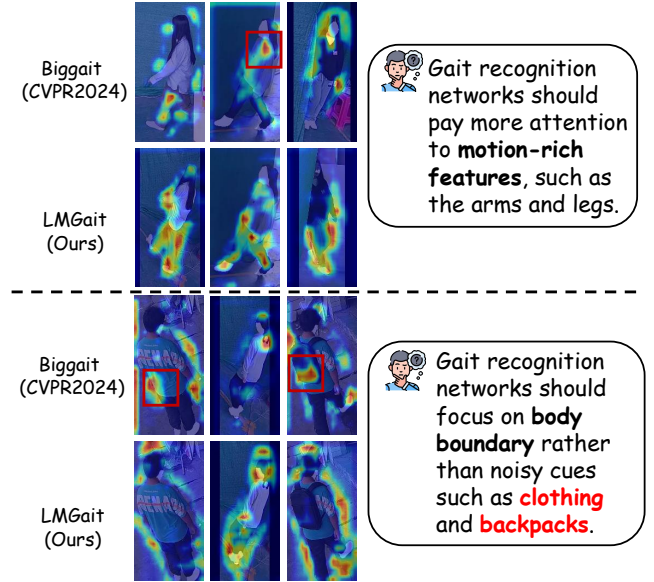 Biggait
(CVPR2024)
Gait recognition
networks should
pay more attention
to motion-rich
features, such as
the arms and legs.
LMGait
(Ours)
Biggait
(CVPR2024)
Gait recognition
networks should
focus on body
boundary rather
than noisy cues
such as clothing
and backpacks.
LMGait
(Ours)